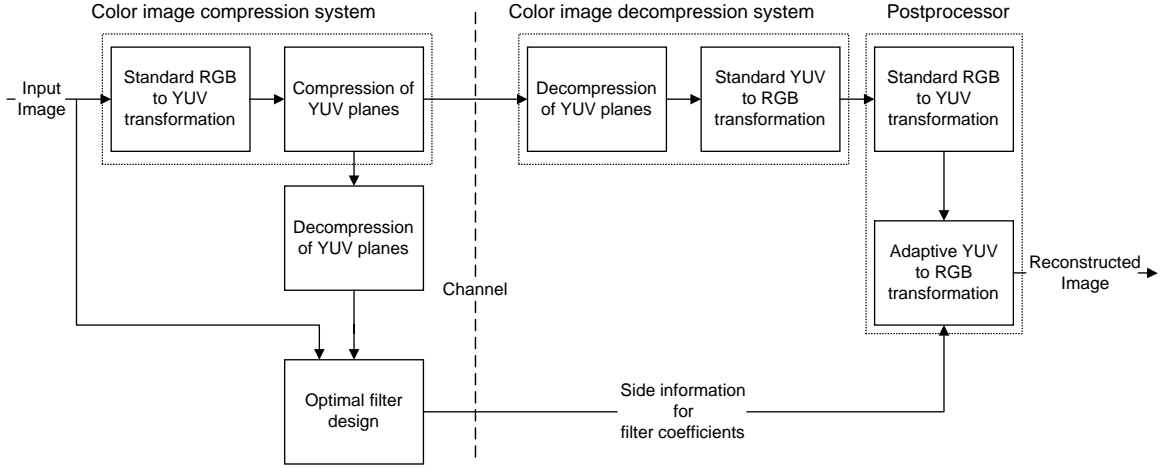 Color image compression system
Color image decompression system
Postprocessor
Input
Image
Standard RGB
to YUV
transformation
Compression of
YUV planes
Decompression
of YUV planes
Standard YUV
to RGB
transformation
Standard RGB
to YUV
transformation
Decompression
of YUV planes
Channel
Adaptive YUV
to RGB
transformation
Reconstructed
Image
Optimal filter
design
Side information
for
filter coefficients